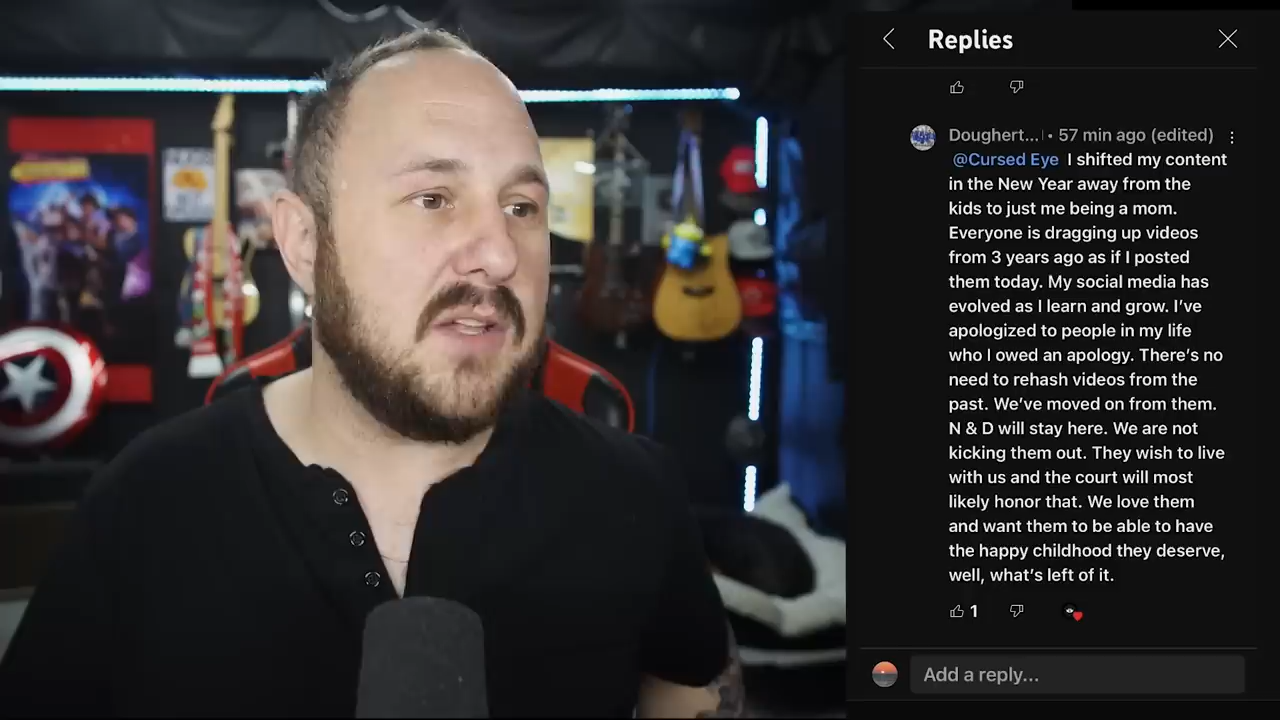 Replies
Doughert... • 57 min ago (edited)
@Cursed Eye I shifted my content
in the New Year away from the
kids to just me being a mom.
Everyone is dragging up videos
from 3 years ago as if I posted
them today. My social media has
evolved as I learn and grow. I've
apologized to people in my life
who I owed an apology. There's no
need to rehash videos from the
past. We've moved on from them.
N & D will stay here. We are not
kicking them out. They wish to live
with us and the court will most
likely honor that. We love them
and want them to be able to have
the happy childhood they deserve,
well, what's left of it.
1
Add a reply...